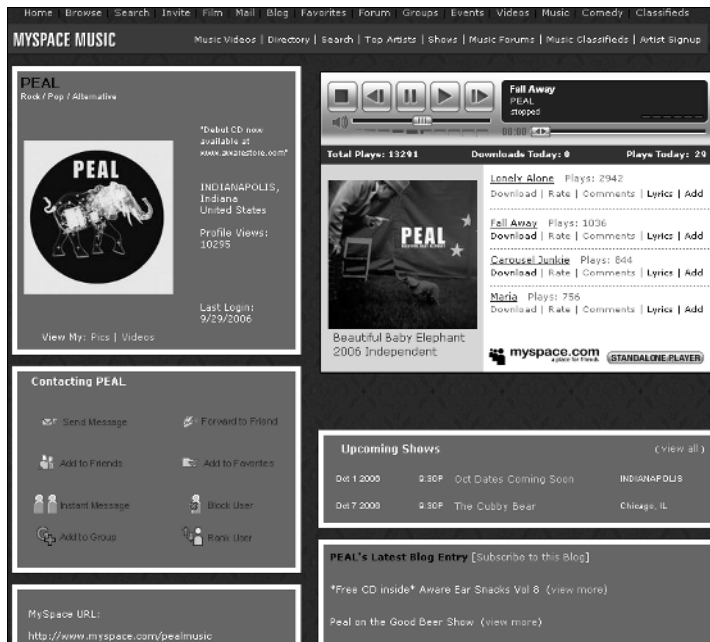 Home | Browse | Search | Invite | Film | Mail | Blog | Favorites | Forum | Groups | Events | Videos | Music | Comedy | Classifieds
MYSPACE MUSIC
Music Videos | Directory | Search | Top Artists | Shows | Music Forums | Music Classifieds | Artist Signup
PEAL
Rock / Pop / Alternative
"Debut CD now
available at
www.awarestore.com"
PEAL
INDIANAPOLIS,
Indiana
United States
Profile Views:
10295
Last Login:
9/29/2006
View My: Pics | Videos
Contacting PEAL
Send Message
Forward to Friend
Add to Friends
Add to Favorites
Instant Message
Block User
Add to Group
Rank User
MySpace URL:
http://www.myspace.com/pealmusic
Fall Away
PEAL
stopped
00:00
Total Plays: 13291 Downloads Today: 0 Plays Today: 29
PEAL
Beautiful Baby Elephant
2006 Independent
Lonely Alone Plays: 2942
Download | Rate | Comments | Lyrics | Add
Fall Away Plays: 1036
Download | Rate | Comments | Lyrics | Add
Carousel Junkie Plays: 844
Download | Rate | Comments | Lyrics | Add
Maria Plays: 756
Download | Rate | Comments | Lyrics | Add
myspace.com
a place for friends
STANDALONE PLAYER
Upcoming Shows
( view all )
Oct 1 2006 9:30P Oct Dates Coming Soon INDIANAPOLIS
Oct 7 2006 9:30P The Cubby Bear Chicago, IL
PEAL's Latest Blog Entry [Subscribe to this Blog]
*Free CD inside* Aware Ear Snacks Vol 8 (view more)
Peal on the Good Beer Show (view more)